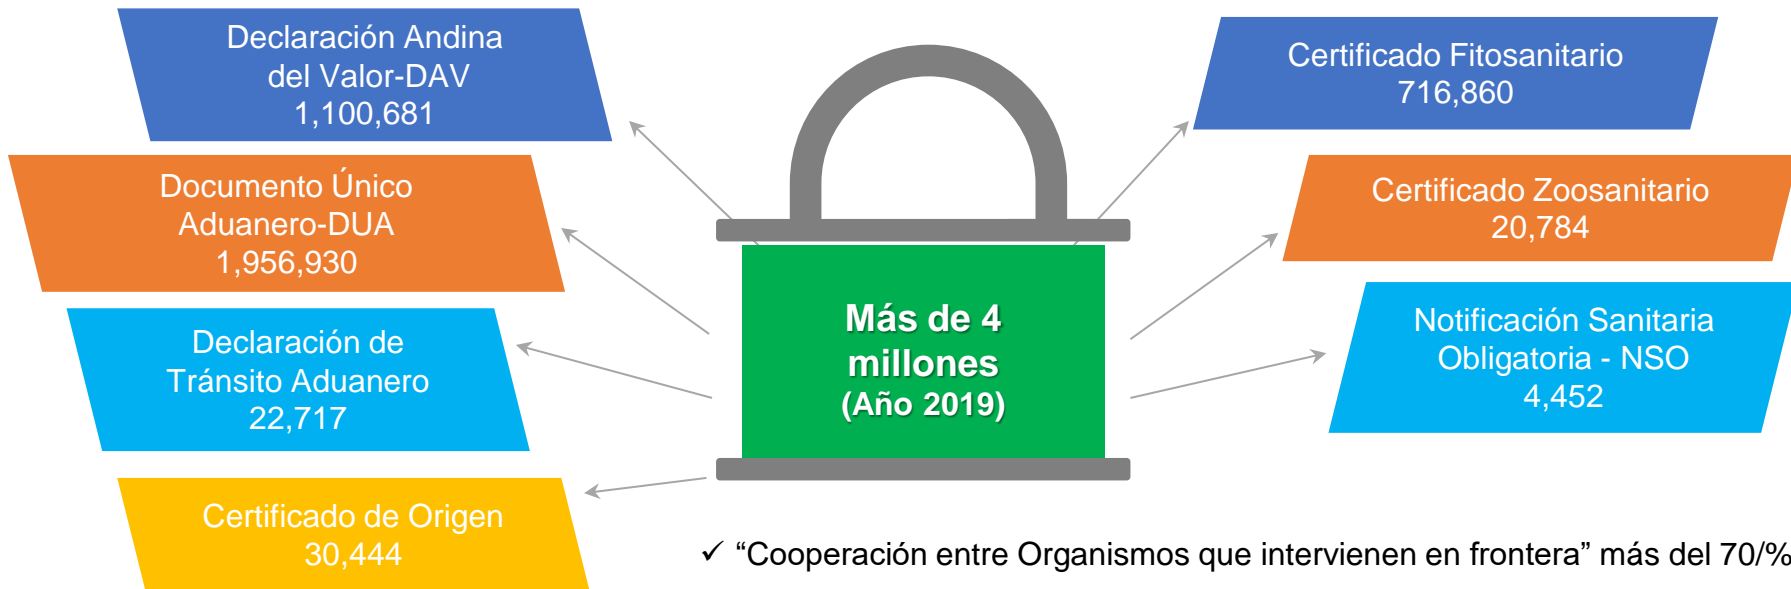 Declaración Andina
del Valor-DAV
1,100,681
Documento Único
Aduanero-DUA
1,956,930
Declaración de
Tránsito Aduanero
22,717
Certificado de Origen
30,444
Más de 4
millones
(Año 2019)
Certificado Fitosanitario
716,860
Certificado Zoosanitario
20,784
Notificación Sanitaria
Obligatoria - NSO
4,452
✓ “Cooperación entre Organismos que intervienen en frontera” más del 70/%